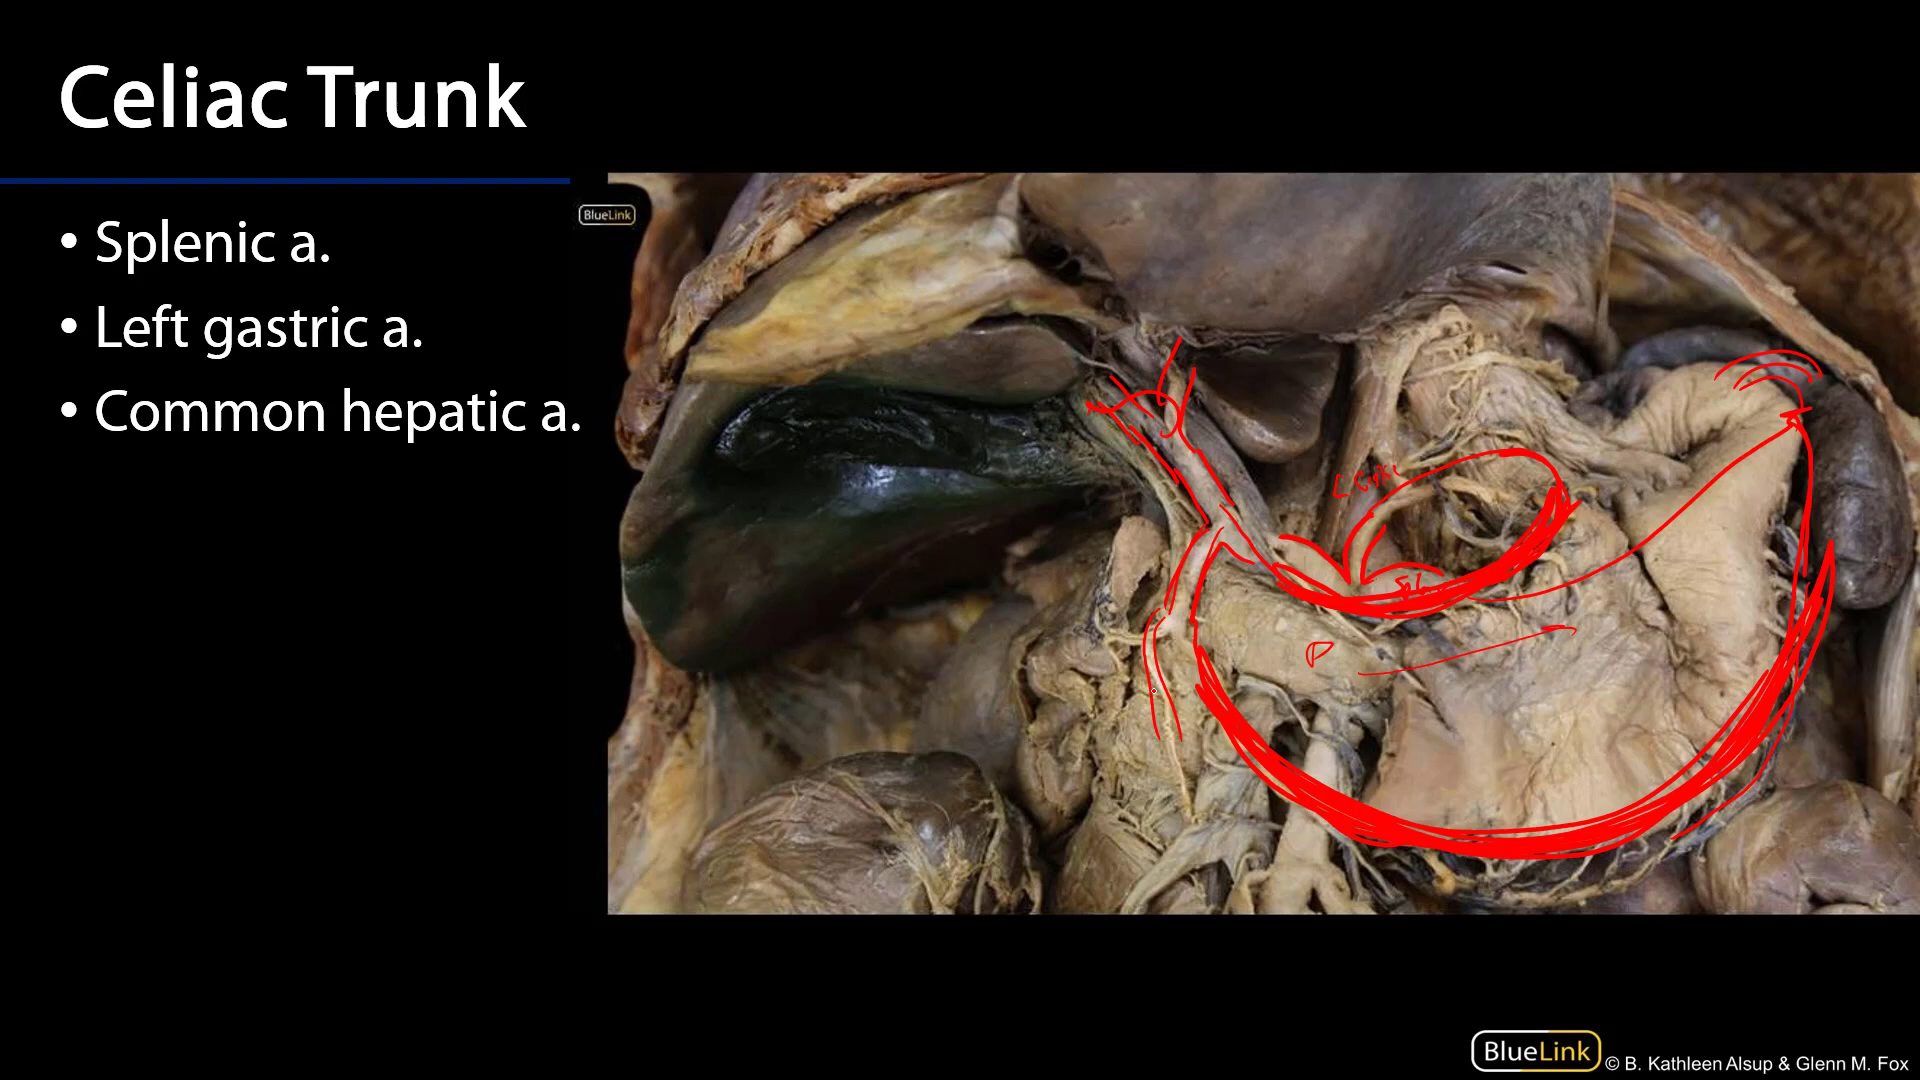 Celiac Trunk
• Splenic a.
• Left gastric a.
• Common hepatic a.
BlueLink
P
BlueLink © B. Kathleen Alsup & Glenn M. Fox